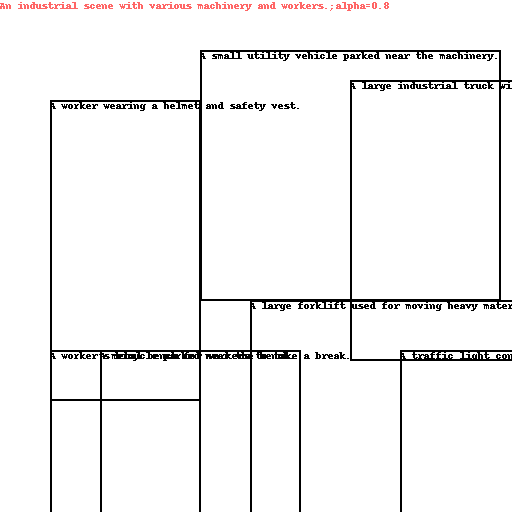 An industrial scene with various machinery and workers.;alpha=0.8
A small utility vehicle parked near the machinery.
A large industrial truck wi
A worker wearing a helmet and safety vest.
A large forklift used for moving heavy mater
A worker's
a break.
A traffic light con